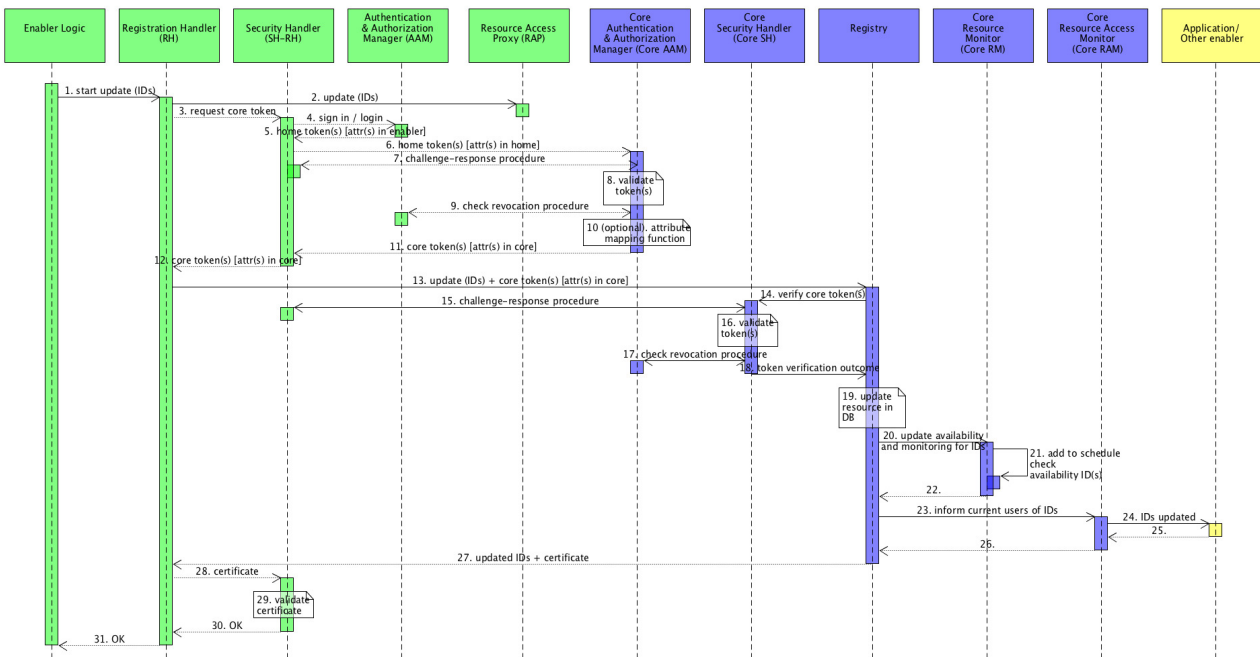 Enabler Logic
Registration Handler
(RH)
Security Handler
(SH-RH)
Authentication
& Authorization
Manager (AAM)
Resource Access
Proxy (RAP)
Core
Authentication
& Authorization
Manager (Core AAM)
Core
Security Handler
(Core SH)
Registry
Core
Resource
Monitor
(Core RM)
Core
Resource Access
Monitor
(Core RAM)
Application/
Other enabler
1. start update (IDs)
2. update (IDs)
3. request core token
4. sign in / login
5. home token(s) [attr(s) in enabler]
6. home token(s) [attr(s) in home]
7. challenge-response procedure
8. validate
token(s)
9. check revocation procedure
10 (optional). attribute
mapping function
11. core token(s) [attr(s) in core]
12. core token(s) [attr(s) in core]
13. update (IDs) + core token(s) [attr(s) in core]
14. verify core token(s)
15. challenge-response procedure
16. validate
token(s)
17. check revocation procedure
18. token verification outcome
19. update
resource in
DB
20. update availability
and monitoring for IDs
21. add to schedule
check
availability ID(s)
22.
23. inform current users of IDs
24. IDs updated
25.
26.
27. updated IDs + certificate
28. certificate
29. validate
certificate
30. OK
31. OK